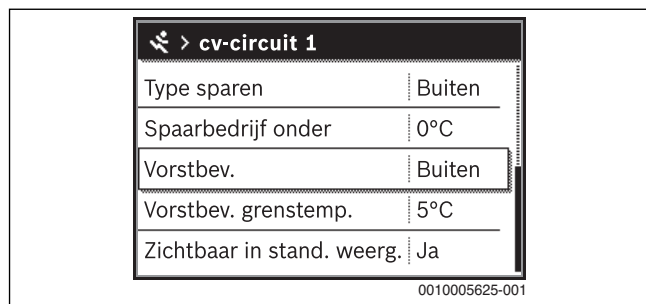 > cv-circuit 1
Type sparen Buiten
Spaarbedrijf onder 0°C
Vorstbev. Buiten
Vorstbev. grenstemp. 5°C
Zichtbaar in stand. weerg. Ja
0010005625-001